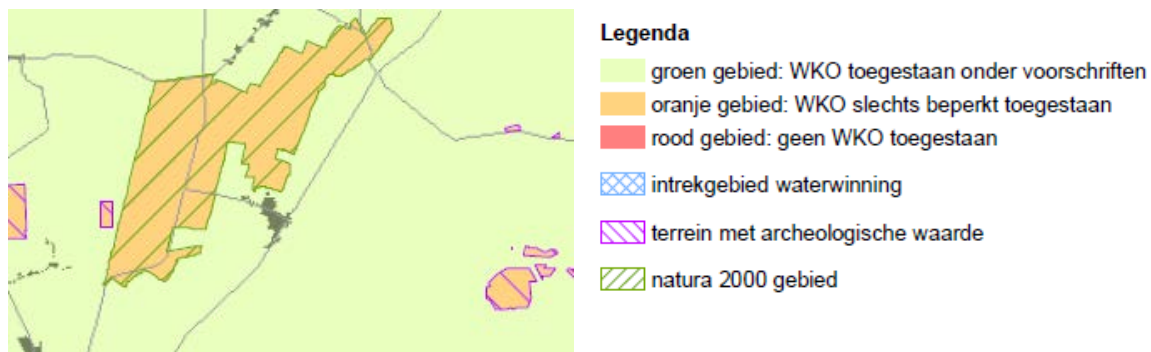 Legenda
groen gebied: WKO toegestaan onder voorschriften
oranje gebied: WKO slechts beperkt toegestaan
rood gebied: geen WKO toegestaan
intrekgebied waterwinning
terrein met archeologische waarde
natura 2000 gebied